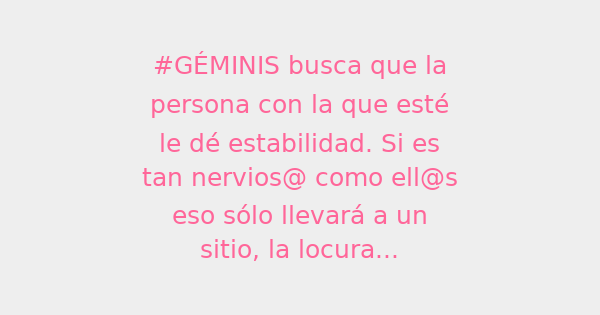 #GÉMINIS busca que la
persona con la que esté
le dé estabilidad. Si es
tan nervios@ como ell@s
eso sólo llevará a un
sitio, la locura...